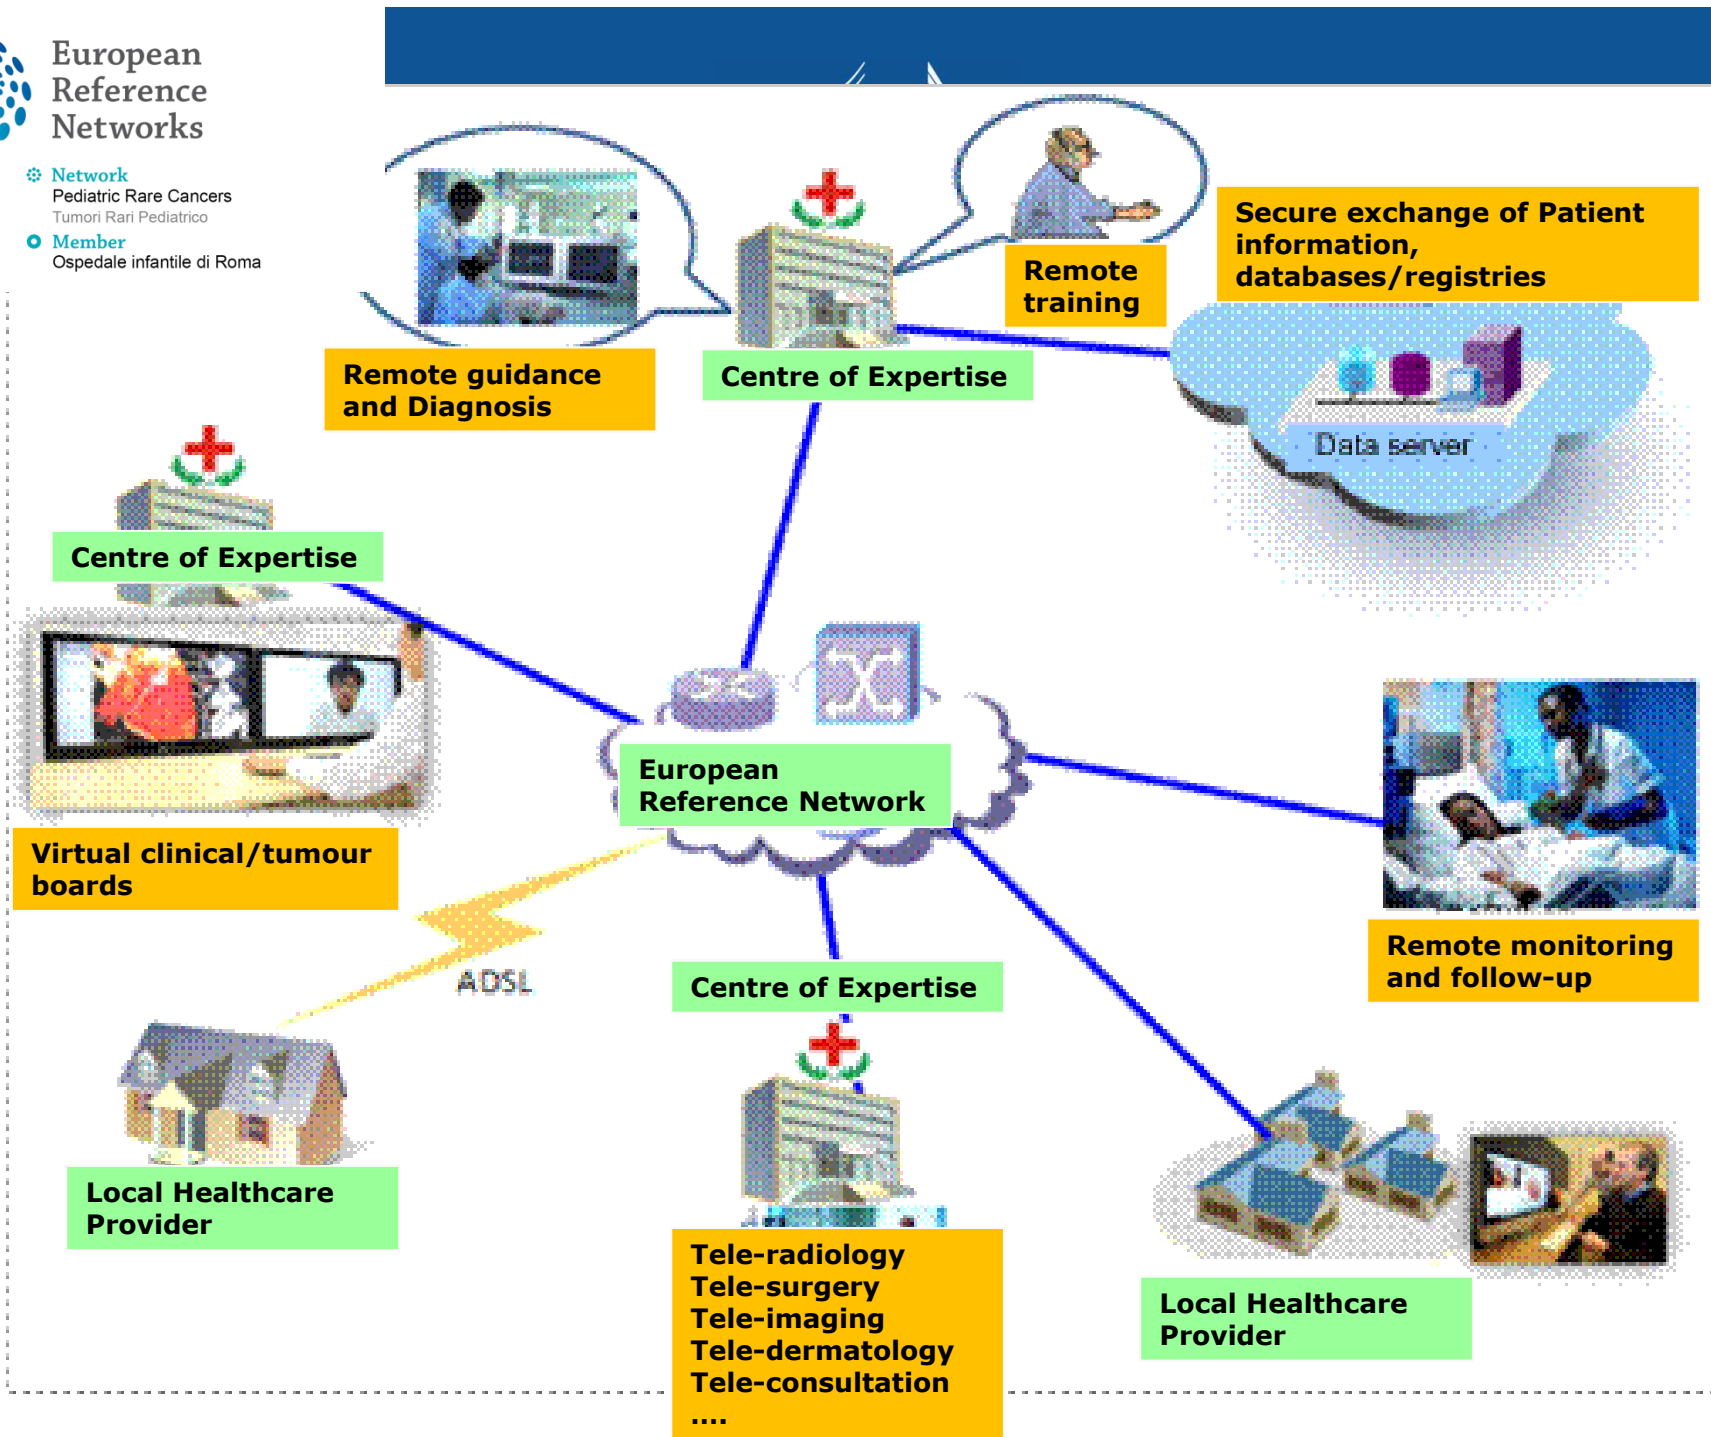 European
Reference
Networks
Network
Pediatric Rare Cancers
Tumori Rari Pediatrico
Member
Ospedale infantile di Roma
Secure exchange of Patient
information,
databases/registries
Remote
training
Remote guidance
and Diagnosis
Centre of Expertise
Data server
Centre of Expertise
European
Reference Network
Virtual clinical/tumour
boards
Remote monitoring
and follow-up
ADSL
Centre of Expertise
Local Healthcare
Provider
Tele-radiology
Tele-surgery
Tele-imaging
Tele-dermatology
Tele-consultation
....
Local Healthcare
Provider